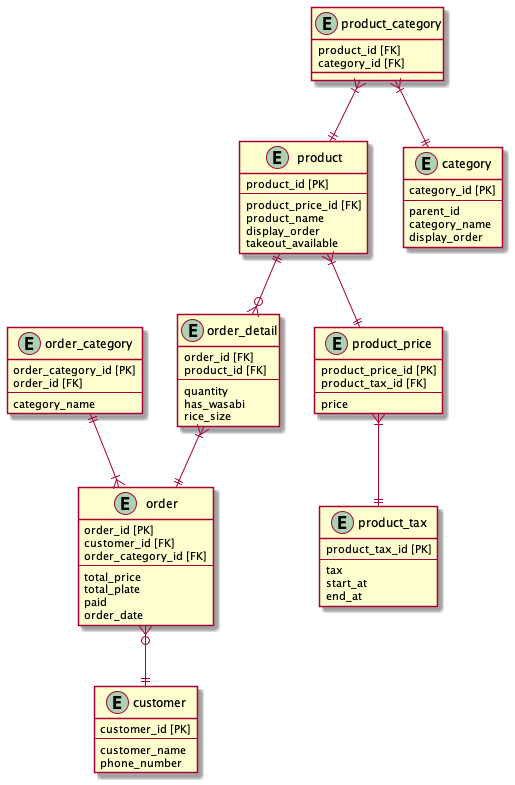 E product_category
product_id [FK]
category_id [FK]
E product
product_id [PK]
product_price_id [FK]
product_name
display_order
takeout_available
E category
category_id [PK]
parent_id
category_name
display_order
E order_category
order_category_id [PK]
order_id [FK]
category_name
E order_detail
order_id [FK]
product_id [FK]
quantity
has_wasabi
rice_size
E product_price
product_price_id [PK]
product_tax_id [FK]
price
E order
order_id [PK]
customer_id [FK]
order_category_id [FK]
total_price
total_plate
paid
order_date
E product_tax
product_tax_id [PK]
tax
start_at
end_at
E customer
customer_id [PK]
customer_name
phone_number